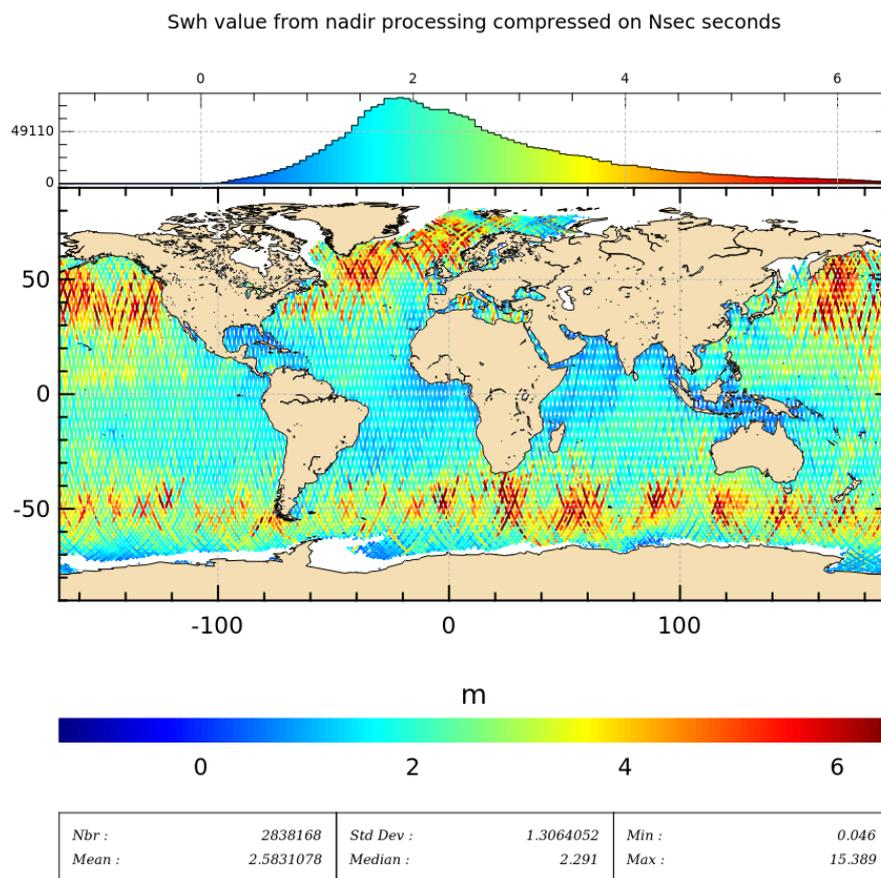 Swh value from nadir processing compressed on Nsec seconds
0 2 4 6
49110
0
50
0
-50
-100 0 100
m
0 2 4 6
Nbr : 2838168 Std Dev : 1.3064052 Min : 0.046
Mean : 2.5831078 Median : 2.291 Max : 15.389